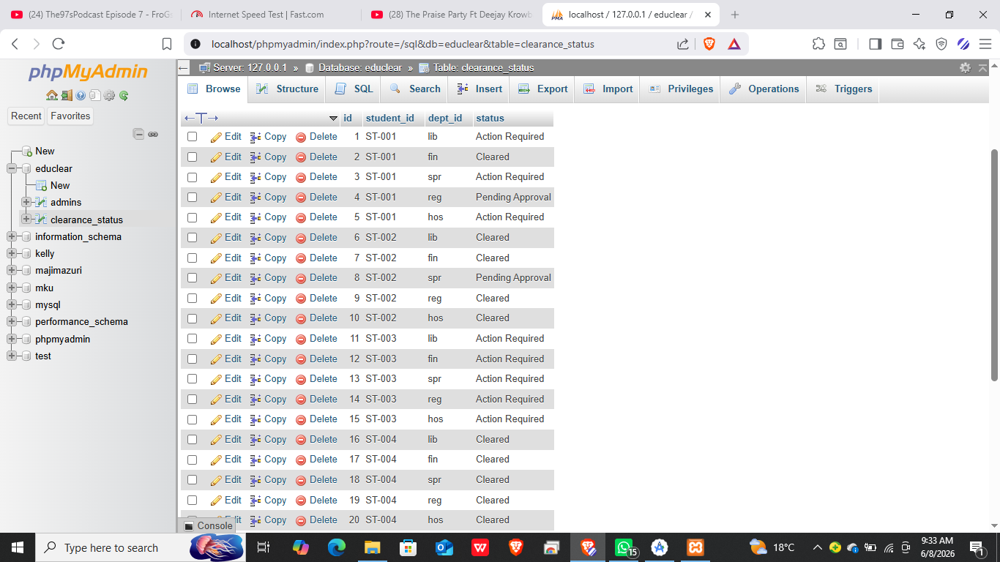 (24) The97sPodcast Episode 7 - FroGs
Internet Speed Test | Fast.com
(28) The Praise Party Ft Deejay Krowb
PMA
localhost / 127.0.0.1 / educlear /
localhost/phpmyadmin/index.php?route=/sql&db=educlear&table=clearance_status
phpMyAdmin
Recent Favorites
New
educlear
New
admins
clearance_status
information_schema
kelly
majimazuri
mku
mysql
performance_schema
phpmyadmin
test
Server: 127.0.0.1 » Database: educlear » Table: clearance_status
Browse Structure SQL Search Insert Export Import Privileges Operations Triggers
←T→ id student_id dept_id status
Edit Copy Delete 1 ST-001 lib Action Required
Edit Copy Delete 2 ST-001 fin Cleared
Edit Copy Delete 3 ST-001 spr Action Required
Edit Copy Delete 4 ST-001 reg Pending Approval
Edit Copy Delete 5 ST-001 hos Action Required
Edit Copy Delete 6 ST-002 lib Cleared
Edit Copy Delete 7 ST-002 fin Cleared
Edit Copy Delete 8 ST-002 spr Pending Approval
Edit Copy Delete 9 ST-002 reg Cleared
Edit Copy Delete 10 ST-002 hos Cleared
Edit Copy Delete 11 ST-003 lib Action Required
Edit Copy Delete 12 ST-003 fin Action Required
Edit Copy Delete 13 ST-003 spr Action Required
Edit Copy Delete 14 ST-003 reg Action Required
Edit Copy Delete 15 ST-003 hos Action Required
Edit Copy Delete 16 ST-004 lib Cleared
Edit Copy Delete 17 ST-004 fin Cleared
Edit Copy Delete 18 ST-004 spr Cleared
Edit Copy Delete 19 ST-004 reg Cleared
Edit Copy Delete 20 ST-004 hos Cleared
Console
Type here to search
15
18°C
9:33 AM
6/8/2026
1